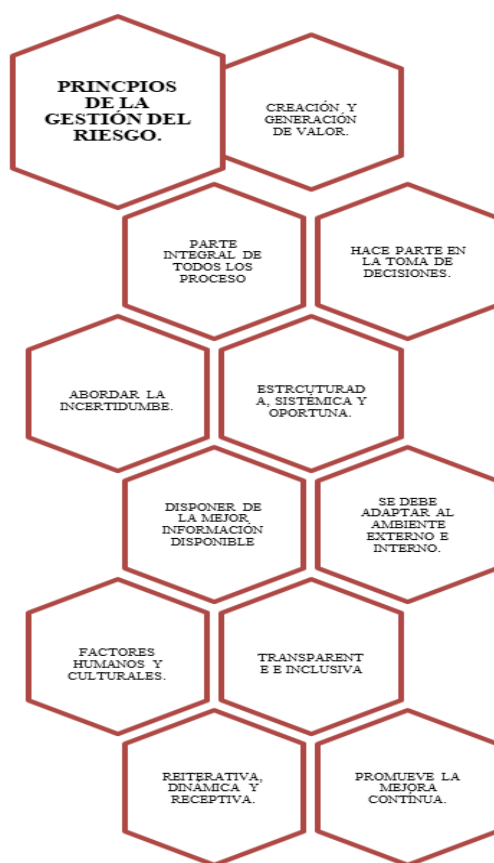 PRINCPIOS
DE LA
GESTIÓN DEL
RIESGO.
CREACIÓN Y
GENERACIÓN
DE VALOR.
PARTE
INTEGRAL DE
TODOS LOS
PROCESO
HACE PARTE EN
LA TOMA DE
DECISIONES.
ABORDAR LA
INCERTIDUMBE.
ESTRCUTURAD
A, SISTÉMICA Y
OPORTUNA.
DISPONER DE
LA MEJOR
INFORMACIÓN
DISPONIBLE
SE DEBE
ADAPTAR AL
AMBIENTE
EXTERNO E
INTERNO.
FACTORES
HUMANOS Y
CULTURALES.
TRANSPARENT
E E INCLUSIVA
REITERATIVA,
DINÁMICA Y
RECEPTIVA.
PROMUEVE LA
MEJORA
CONTÍNUA.